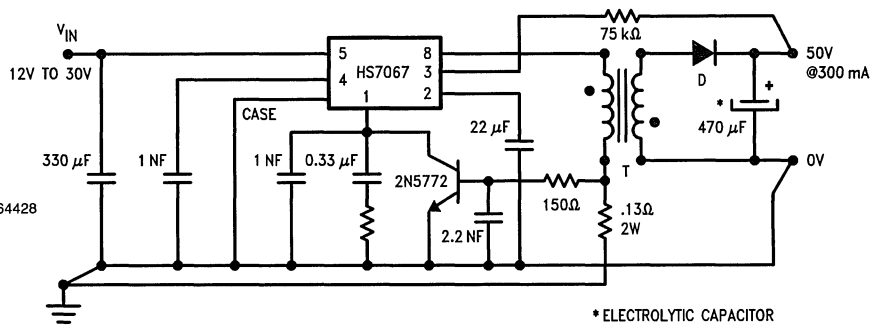 V_IN
12V TO 30V
330 µF
1 NF
CASE
5
4
1
8
3
2
HS7067
1 NF
0.33 µF
2N5772
22 µF
2.2 NF
150Ω
.13Ω
2W
75 kΩ
T
D
+
*
470 µF
50V
@300 mA
0V
64428
* ELECTROLYTIC CAPACITOR